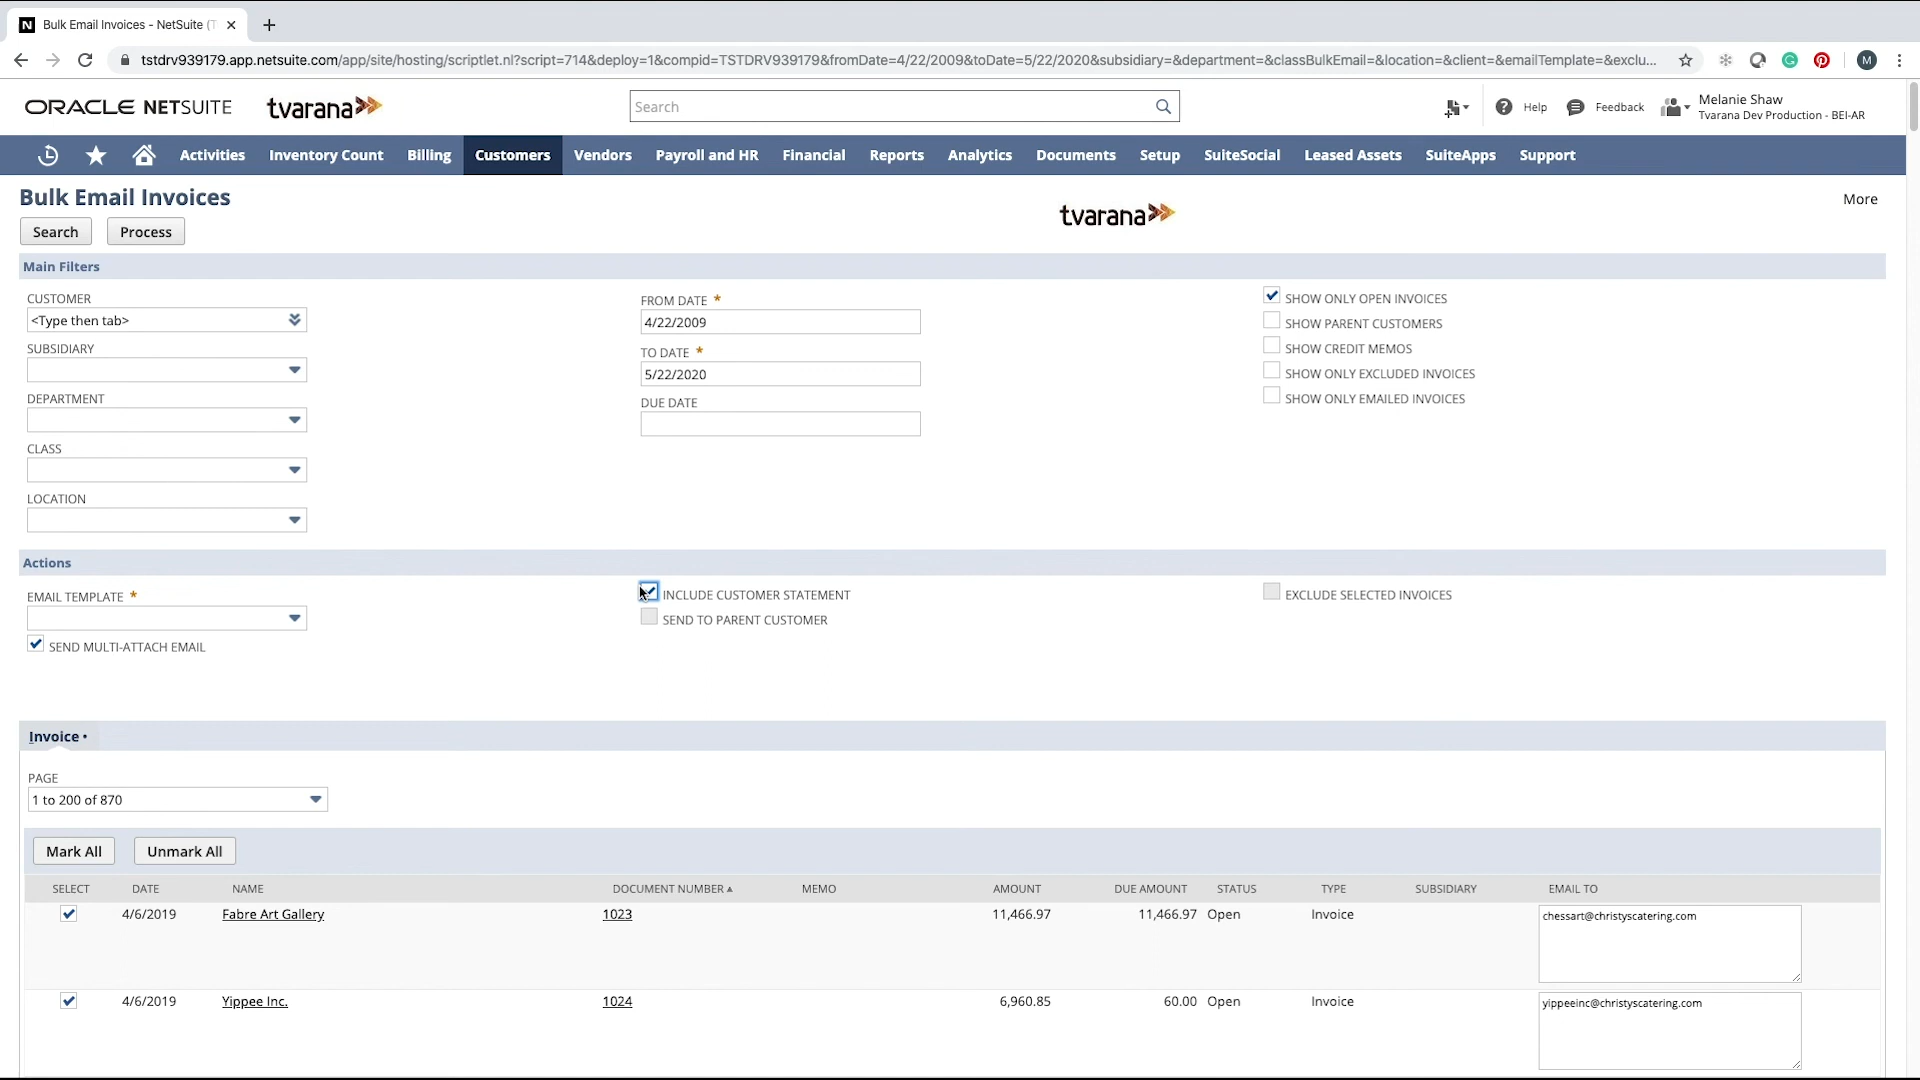 Bulk Email Invoices - NetSuite (T
tstdrv939179.app.netsuite.com/app/site/hosting/scriptlet.nl?script=714&deploy=1&compid=TSTDRV939179&fromDate=4/22/2009&toDate=5/22/2020&subsidiary=&department=&classBulkEmail=&location=&client=&emailTemplate=&exclu...
M
ORACLE NETSUITE tvarana Search Help Feedback Melanie Shaw
Tvarana Dev Production - BEI-AR
Activities Inventory Count Billing Customers Vendors Payroll and HR Financial Reports Analytics Documents Setup SuiteSocial Leased Assets SuiteApps Support
Bulk Email Invoices
tvarana
More
Search Process
Main Filters
CUSTOMER
<Type then tab>
SUBSIDIARY
DEPARTMENT
CLASS
LOCATION
FROM DATE *
4/22/2009
TO DATE *
5/22/2020
DUE DATE
SHOW ONLY OPEN INVOICES
SHOW PARENT CUSTOMERS
SHOW CREDIT MEMOS
SHOW ONLY EXCLUDED INVOICES
SHOW ONLY EMAILED INVOICES
Actions
EMAIL TEMPLATE *
SEND MULTI-ATTACH EMAIL
INCLUDE CUSTOMER STATEMENT
SEND TO PARENT CUSTOMER
EXCLUDE SELECTED INVOICES
Invoice •
PAGE
1 to 200 of 870
Mark All Unmark All
SELECT DATE NAME DOCUMENT NUMBER ▲ MEMO AMOUNT DUE AMOUNT STATUS TYPE SUBSIDIARY EMAIL TO
4/6/2019 Fabre Art Gallery 1023 11,466.97 11,466.97 Open Invoice chessart@christyscatering.com
4/6/2019 Yippee Inc. 1024 6,960.85 60.00 Open Invoice yippeeinc@christyscatering.com